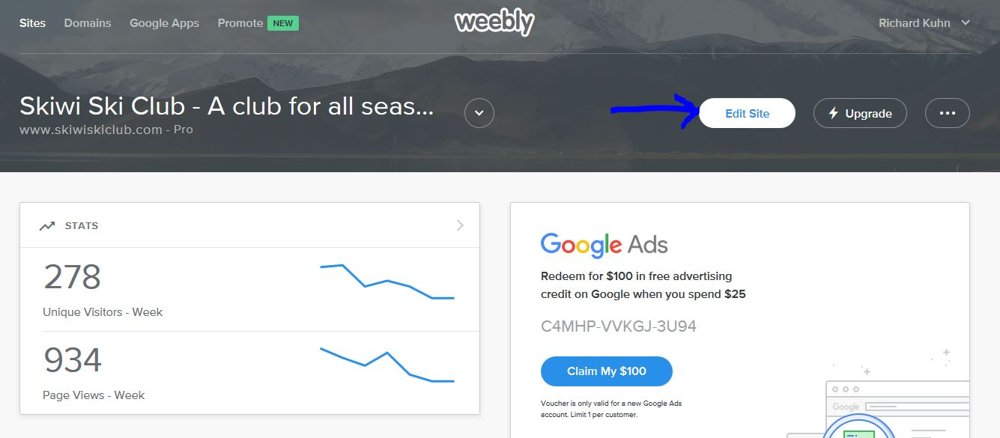 Sites Domains Google Apps Promote NEW
weebly
Richard Kuhn
Skiwi Ski Club - A club for all seas...
www.skiwiskiclub.com - Pro
Edit Site
Upgrade
STATS
278
Unique Visitors - Week
934
Page Views - Week
Google Ads
Redeem for $100 in free advertising
credit on Google when you spend $25
C4MHP-VVKGJ-3U94
Claim My $100
Voucher is only valid for a new Google Ads
account. Limit 1 per customer.
Google